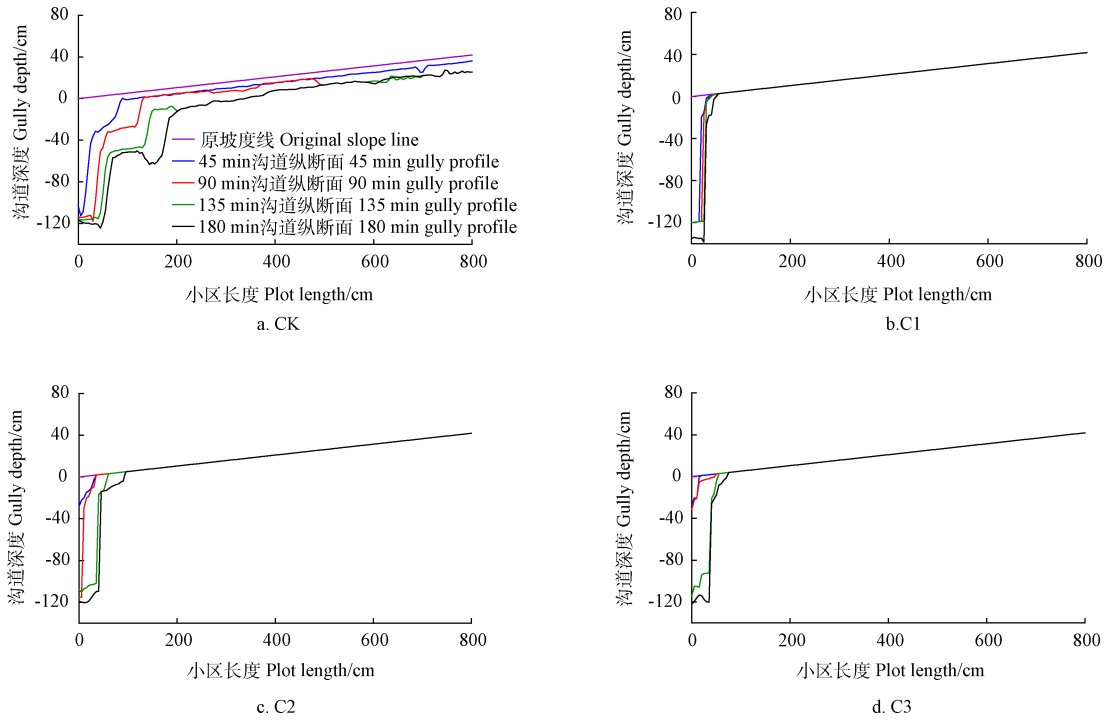 80
40
0
-40
-80
-120
沟道深度 Gully depth/cm
原坡度线 Original slope line
45 min沟道纵断面 45 min gully profile
90 min沟道纵断面 90 min gully profile
135 min沟道纵断面 135 min gully profile
180 min沟道纵断面 180 min gully profile
0 200 400 600 800
小区长度 Plot length/cm
a. CK
80
40
0
-40
-80
-120
沟道深度 Gully depth/cm
0 200 400 600 800
小区长度 Plot length/cm
b.C1
80
40
0
-40
-80
-120
沟道深度 Gully depth/cm
0 200 400 600 800
小区长度 Plot length/cm
c. C2
80
40
0
-40
-80
-120
沟道深度 Gully depth/cm
0 200 400 600 800
小区长度 Plot length/cm
d. C3